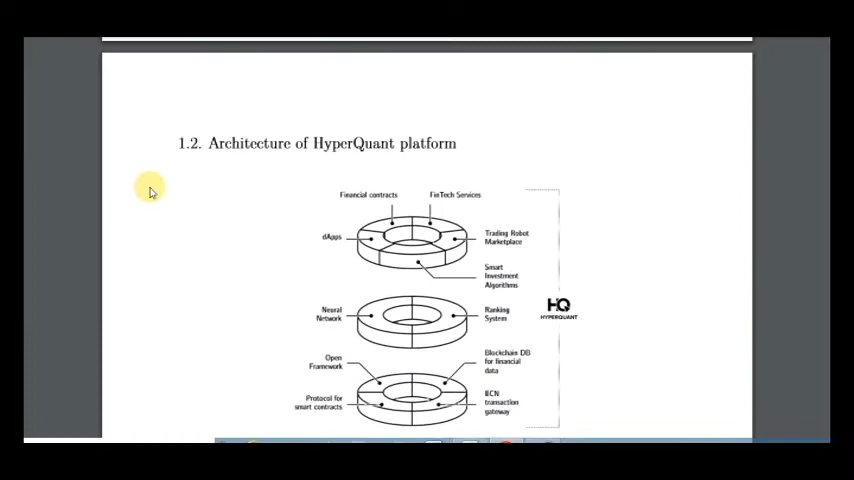 1.2. Architecture of HyperQuant platform
Financial contracts
FinTech Services
dApps
Trading Robot
Marketplace
Smart
Investment
Algorithms
Neural
Network
Ranking
System
HQ
HYPERQUANT
Open
Framework
Blockchain DB
for financial
data
Protocol for
smart contracts
ECN
transaction
gateway